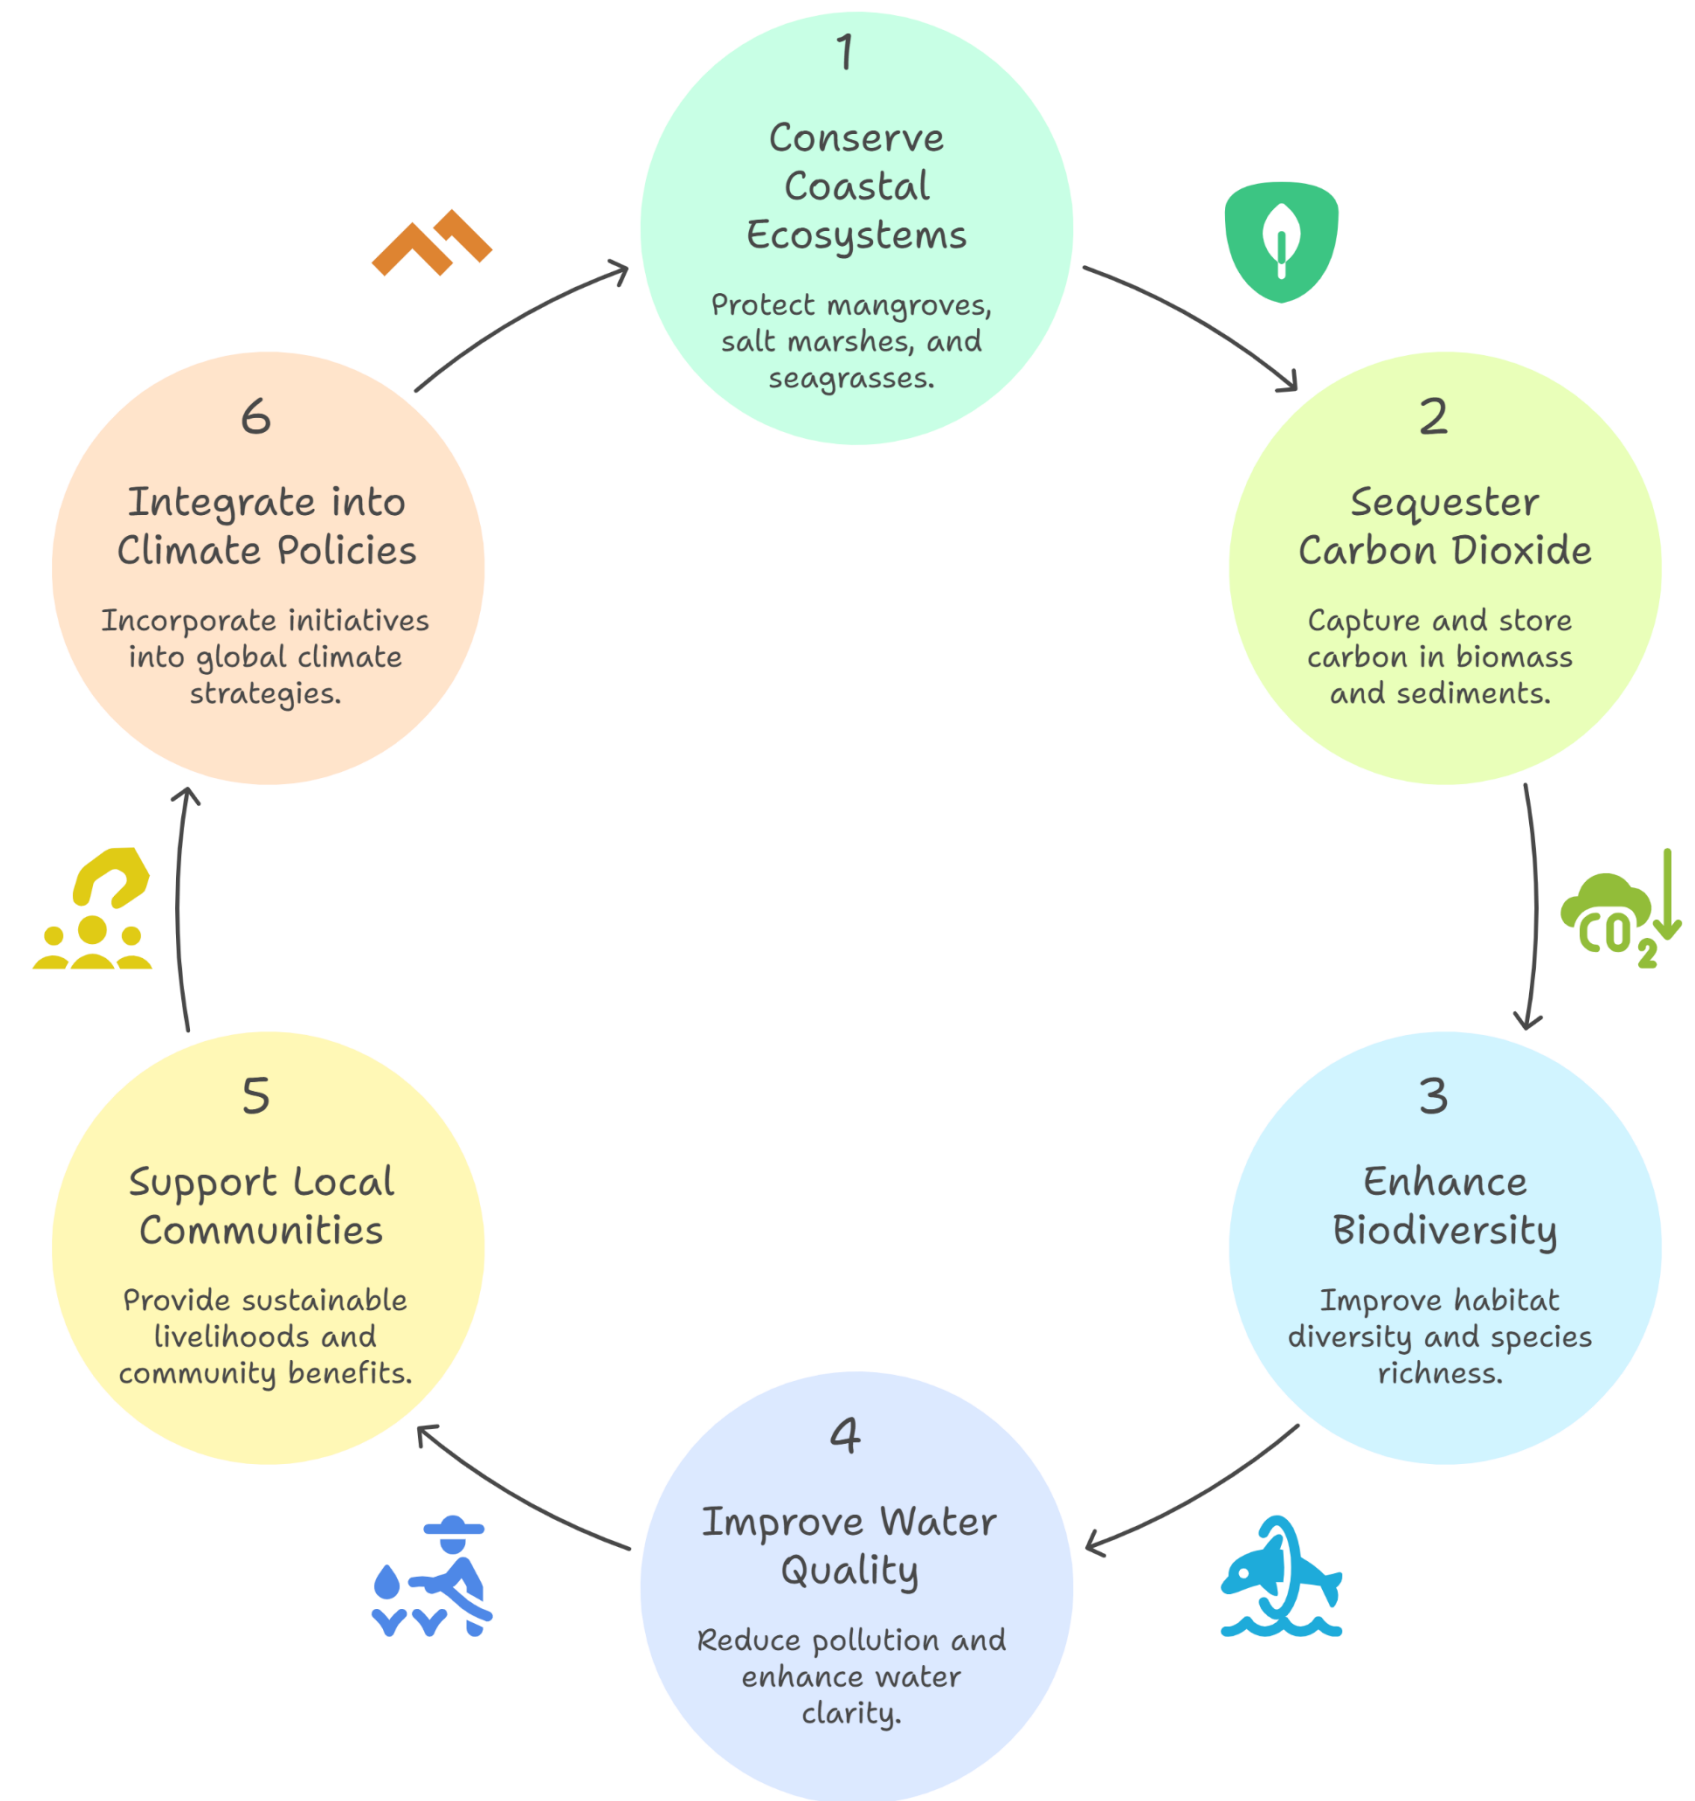 1
Conserve
Coastal
Ecosystems
Protect mangroves,
salt marshes, and
seagrasses.
2
Sequester
Carbon Dioxide
Capture and store
carbon in biomass
and sediments.
CO2
3
Enhance
Biodiversity
Improve habitat
diversity and species
richness.
4
Improve Water
Quality
Reduce pollution and
enhance water
clarity.
5
Support Local
Communities
Provide sustainable
livelihoods and
community benefits.
6
Integrate into
Climate Policies
Incorporate initiatives
into global climate
strategies.